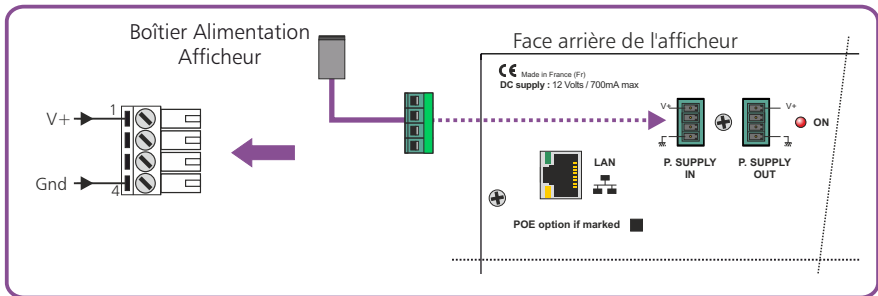 Boîtier Alimentation
Afficheur
Face arrière de l'afficheur
CE Made in France (Fr)
DC supply : 12 Volts / 700mA max
V+
1
Gnd
4
V+
V+
ON
LAN
P. SUPPLY
IN
P. SUPPLY
OUT
POE option if marked